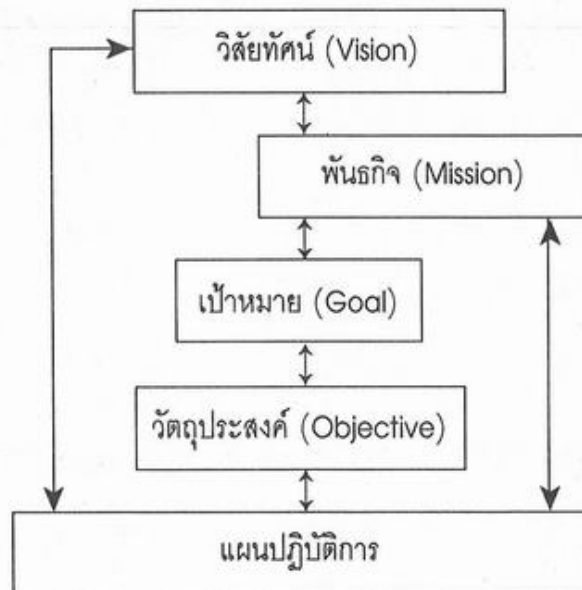 วิสัยทัศน์ (Vision)
พันธกิจ (Mission)
เป้าหมาย (Goal)
วัตถุประสงค์ (Objective)
แผนปฏิบัติการ